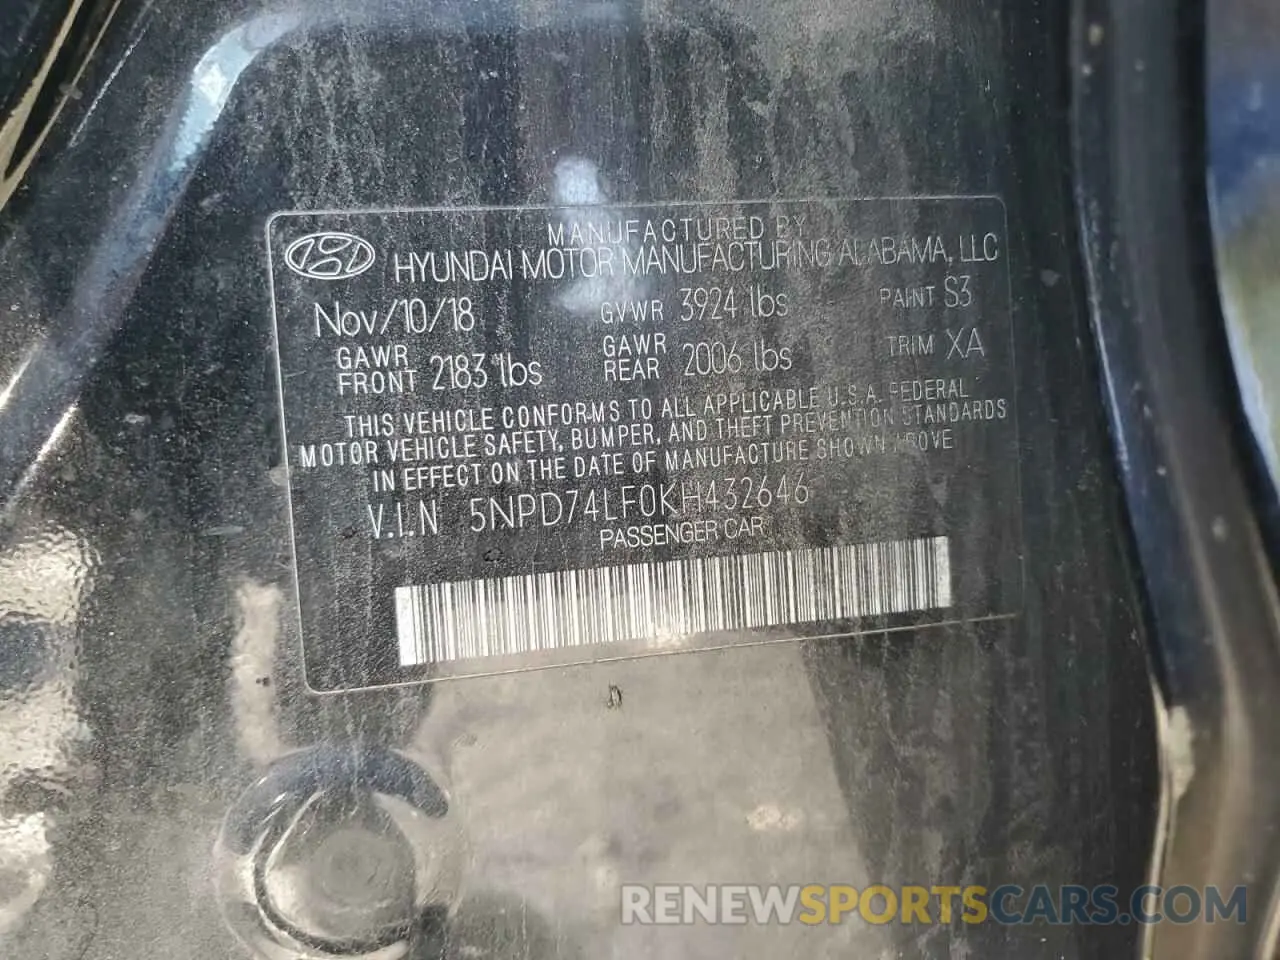 MANUFACTURED BY
HYUNDAI MOTOR MANUFACTURING ALABAMA, LLC
Nov/10/18 GVWR 3924 lbs PAINT S3
GAWR FRONT 2183 lbs GAWR REAR 2006 lbs TRIM XA
THIS VEHICLE CONFORMS TO ALL APPLICABLE U.S.A. FEDERAL
MOTOR VEHICLE SAFETY, BUMPER, AND THEFT PREVENTION STANDARDS
IN EFFECT ON THE DATE OF MANUFACTURE SHOWN ABOVE
V.I.N 5NPD74LF0KH432646
PASSENGER CAR
RENEWSPORTSCARS.COM